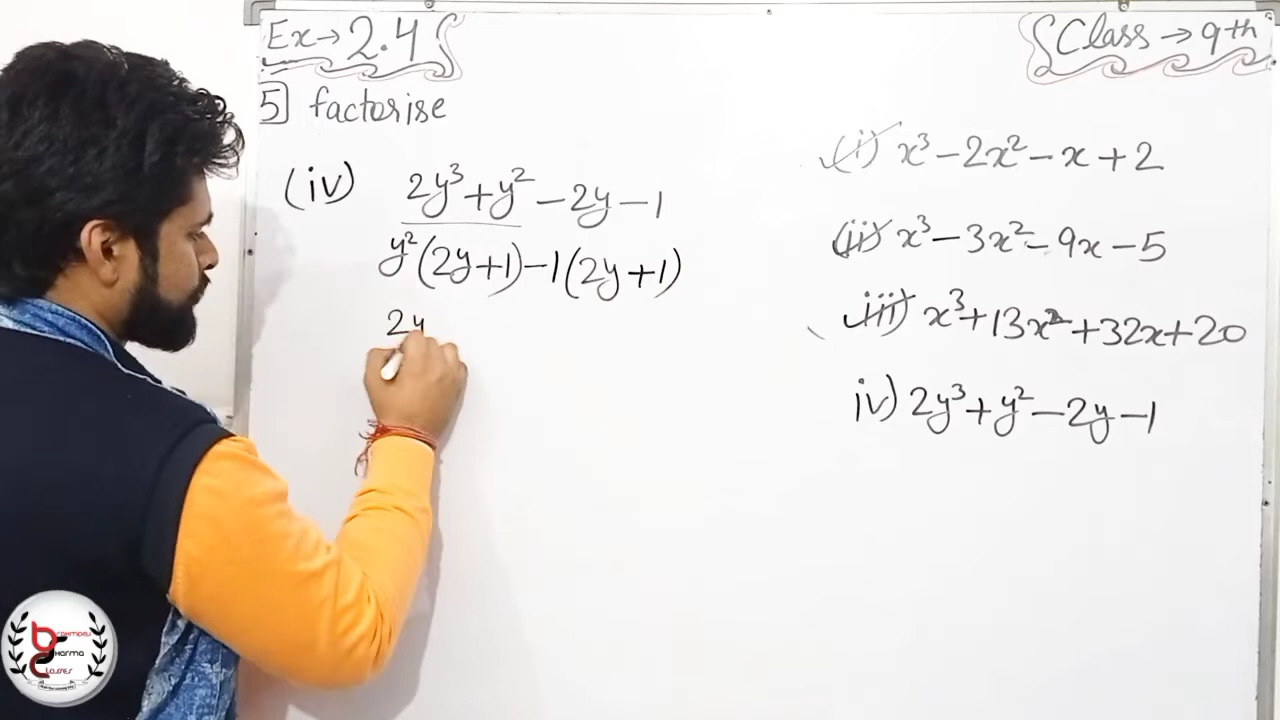 Ex→2.4
Class → 9th
5] factorise
(iv) 2y³+y²-2y-1
y²(2y+1)-1(2y+1)
2y
(i) x³-2x²-x+2
(ii) x³-3x²-9x-5
iii) x³+13x²+32x+20
iv) 2y³+y²-2y-1
CLASSES